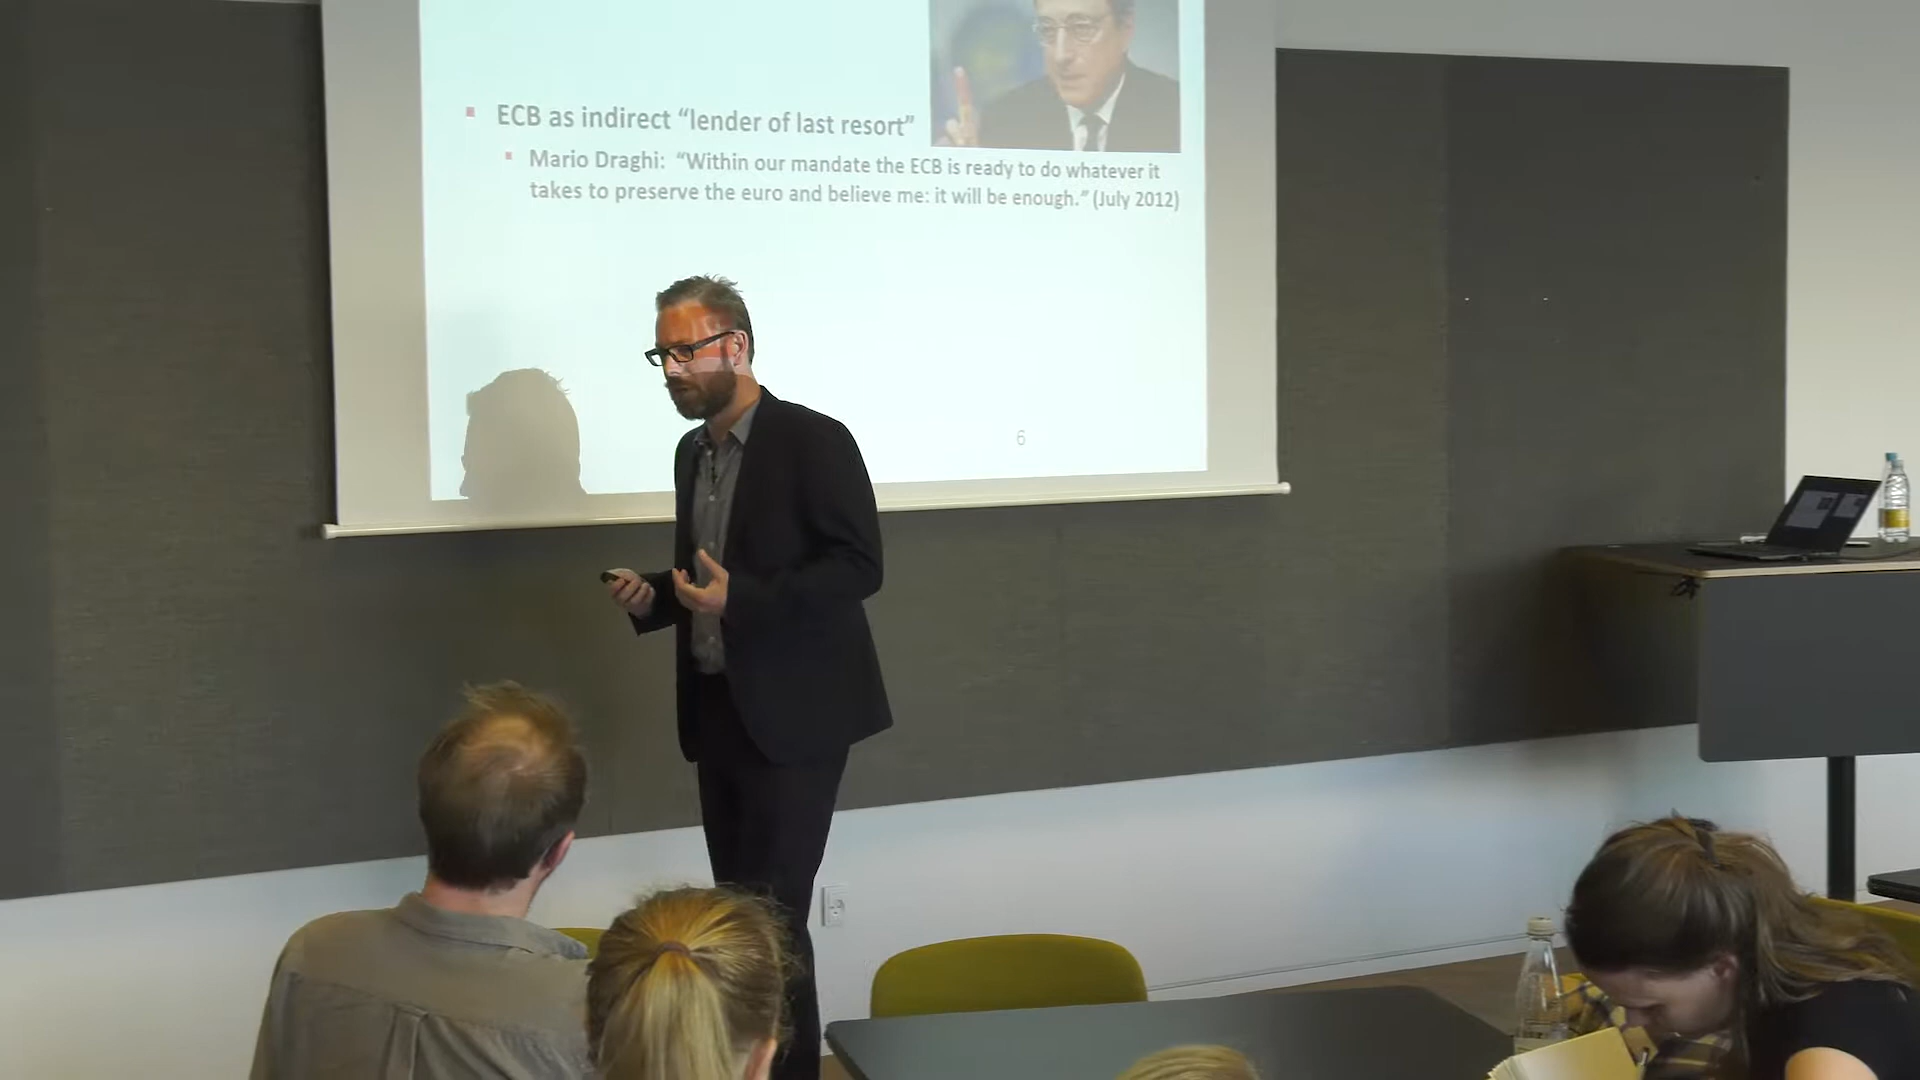 ECB as indirect “lender of last resort”
Mario Draghi: “Within our mandate the ECB is ready to do whatever it
takes to preserve the euro and believe me: it will be enough.” (July 2012)
6